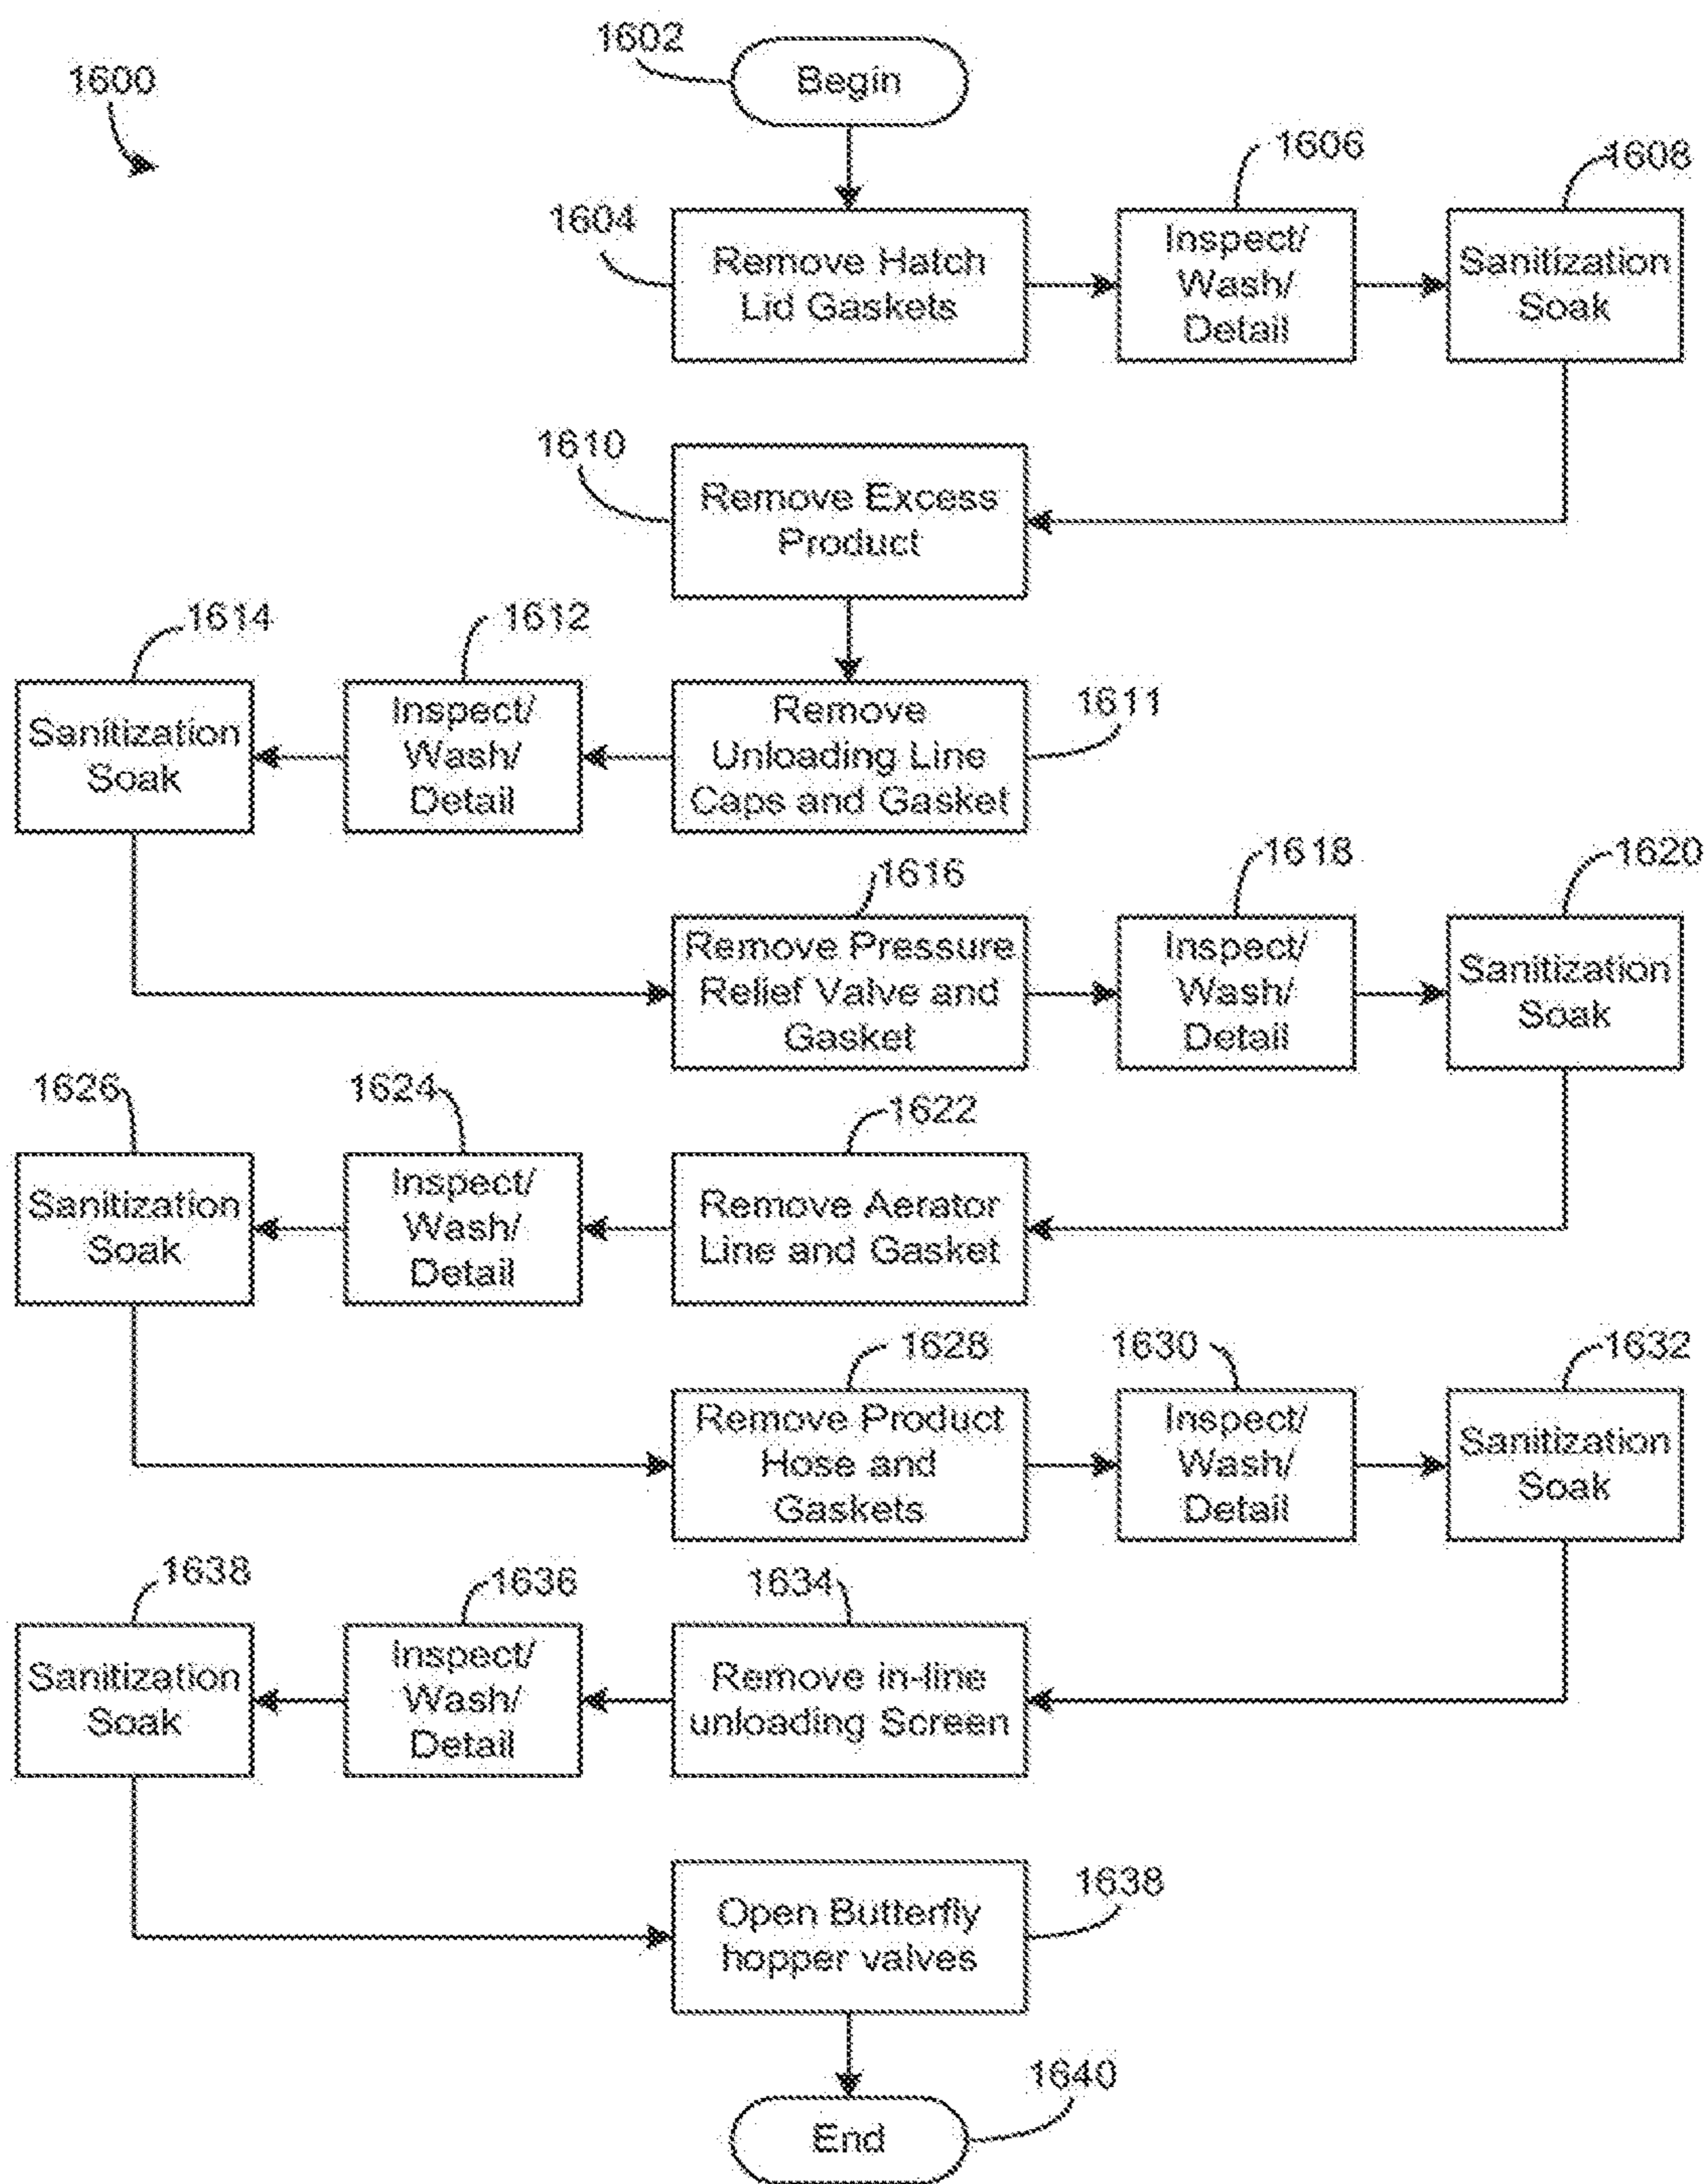 1600
1602
Begin
1604
Remove Hatch
Lid Gaskets
1606
Inspect/
Wash/
Detail
1608
Sanitization
Soak
1610
Remove Excess
Product
1611
Remove
Unloading Line
Caps and Gasket
1612
Inspect/
Wash/
Detail
1614
Sanitization
Soak
1616
Remove Pressure
Relief Valve and
Gasket
1618
Inspect/
Wash/
Detail
1620
Sanitization
Soak
1622
Remove Aerator
Line and Gasket
1624
Inspect/
Wash/
Detail
1626
Sanitization
Soak
1628
Remove Product
Hose and
Gaskets
1630
Inspect/
Wash/
Detail
1632
Sanitization
Soak
1634
Remove in-line
unloading Screen
1636
Inspect/
Wash/
Detail
1638
Sanitization
Soak
1638
Open Butterfly
hopper valves
1640
End